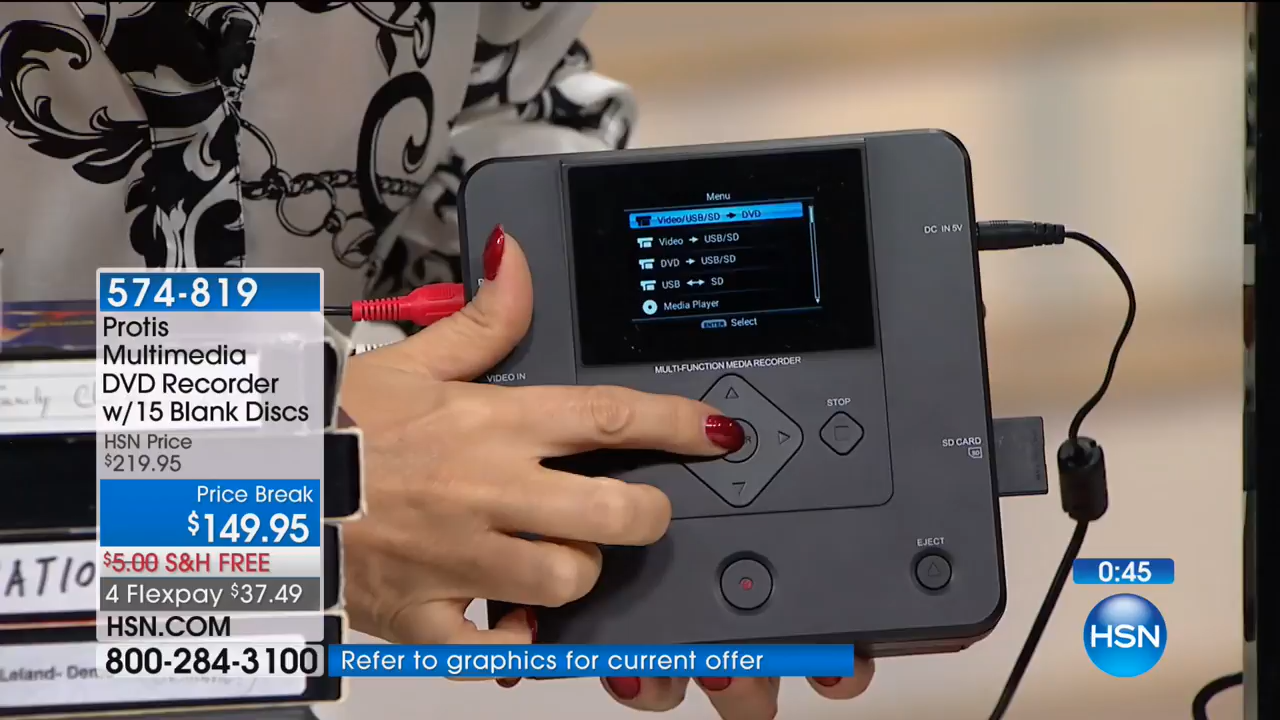 574-819
Protis
Multimedia
DVD Recorder
w/15 Blank Discs
HSN Price
$219.95
Price Break
$149.95
$5.00 S&H FREE
4 Flexpay $37.49
HSN.COM
800-284-3100
Refer to graphics for current offer
0:45
HSN
Menu
Video/USB/SD → DVD
Video → USB/SD
DVD → USB/SD
USB ↔ SD
Media Player
ENTER Select
MULTI-FUNCTION MEDIA RECORDER
DC IN 5V
VIDEO IN
STOP
SD CARD
EJECT
Leland-